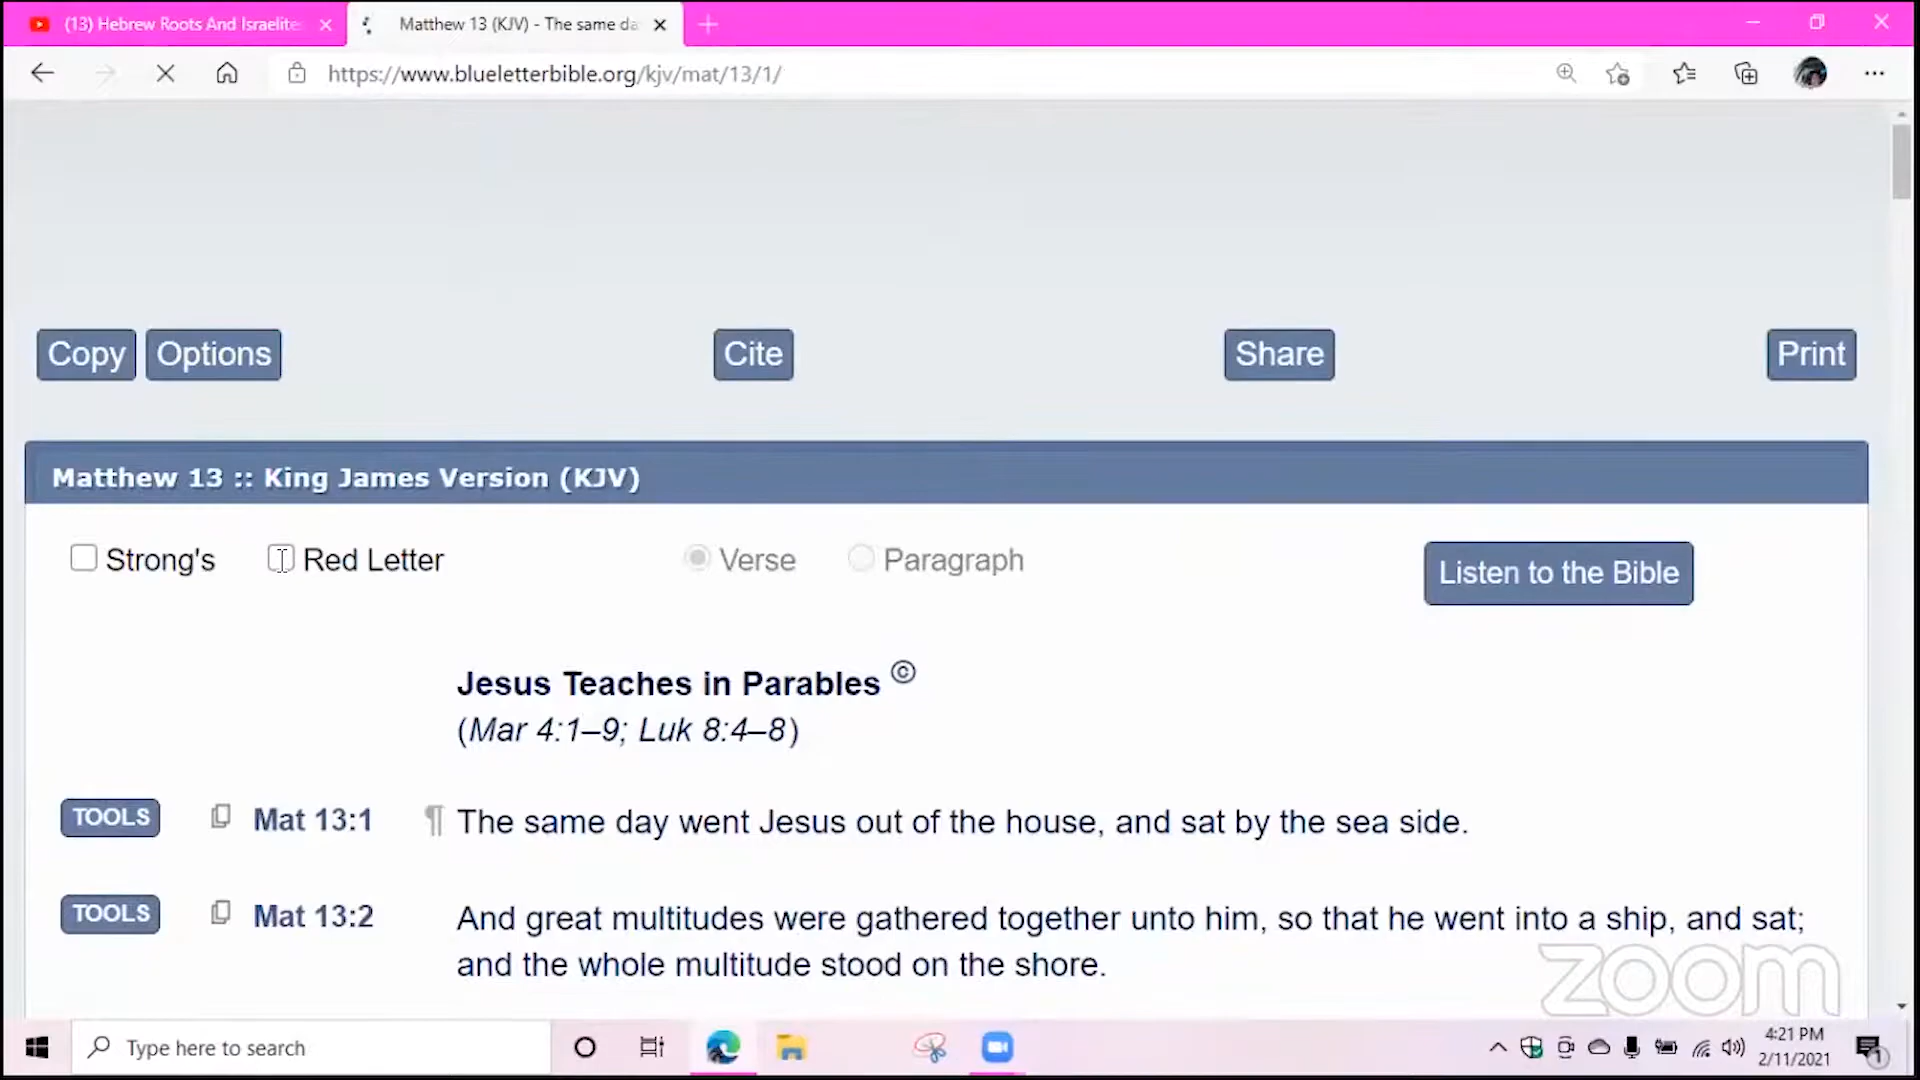 (13) Hebrew Roots And Israelite
Matthew 13 (KJV) - The same da
https://www.blueletterbible.org/kjv/mat/13/1/
Copy Options Cite Share Print
Matthew 13 :: King James Version (KJV)
Strong's Red Letter Verse Paragraph Listen to the Bible
Jesus Teaches in Parables ©
(Mar 4:1–9; Luk 8:4–8)
TOOLS Mat 13:1 ¶ The same day went Jesus out of the house, and sat by the sea side.
TOOLS Mat 13:2 And great multitudes were gathered together unto him, so that he went into a ship, and sat;
and the whole multitude stood on the shore.
zoom
Type here to search
4:21 PM
2/11/2021
1